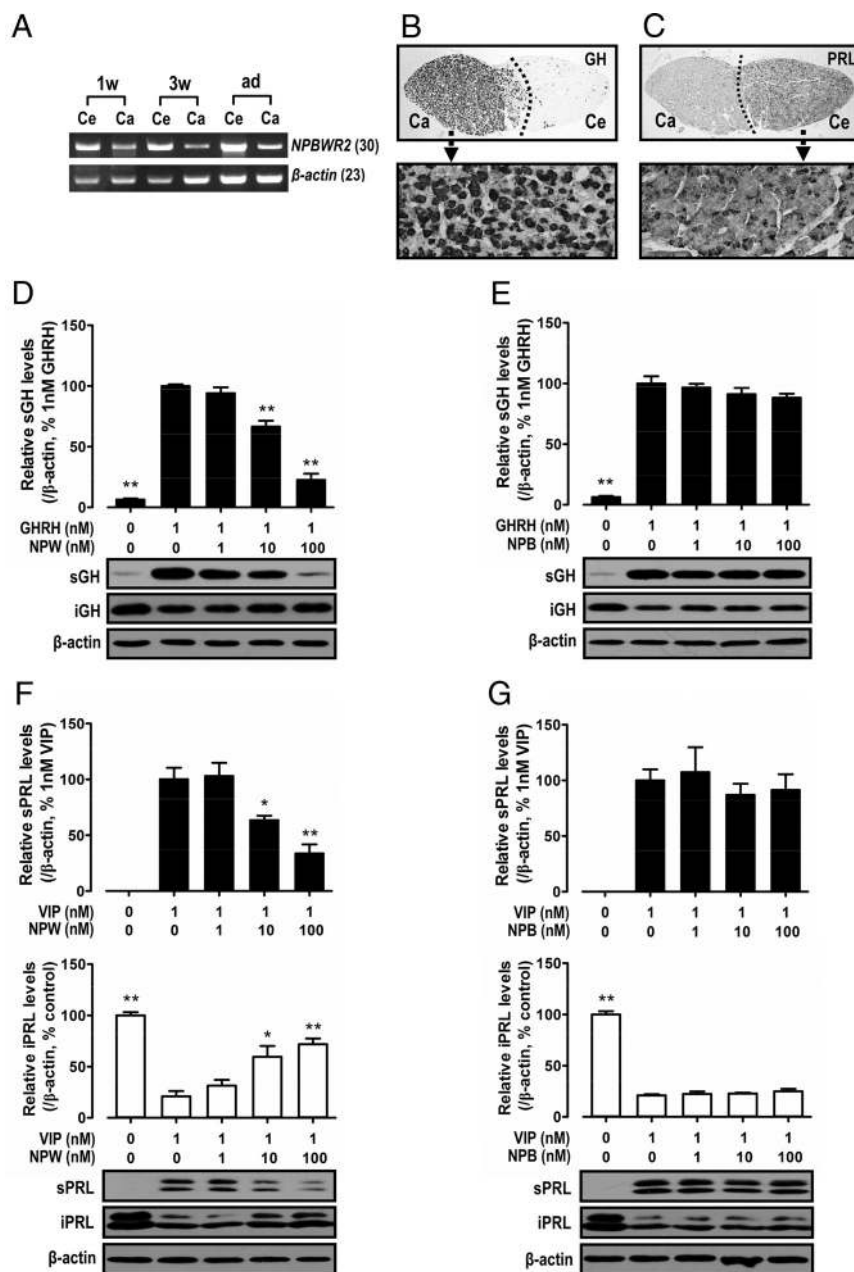 A
1w 3w ad
Ce Ca Ce Ca Ce Ca
NPBWR2 (30)
β-actin (23)
B
GH
Ca
Ce
C
PRL
Ca
Ce
D
Relative sGH levels
(/β-actin, % 1nM GHRH)
150
100
50
0
**
**
**
GHRH (nM) 0 1 1 1 1
NPW (nM) 0 0 1 10 100
sGH
iGH
β-actin
E
Relative sGH levels
(/β-actin, % 1nM GHRH)
150
100
50
0
**
GHRH (nM) 0 1 1 1 1
NPB (nM) 0 0 1 10 100
sGH
iGH
β-actin
F
Relative sPRL levels
(/β-actin, % 1nM VIP)
150
100
50
0
*
**
VIP (nM) 0 1 1 1 1
NPW (nM) 0 0 1 10 100
Relative iPRL levels
(/β-actin, % control)
150
100
50
0
**
*
**
VIP (nM) 0 1 1 1 1
NPW (nM) 0 0 1 10 100
sPRL
iPRL
β-actin
G
Relative sPRL levels
(/β-actin, % 1nM VIP)
150
100
50
0
VIP (nM) 0 1 1 1 1
NPB (nM) 0 0 1 10 100
Relative iPRL levels
(/β-actin, % control)
150
100
50
0
**
VIP (nM) 0 1 1 1 1
NPB (nM) 0 0 1 10 100
sPRL
iPRL
β-actin